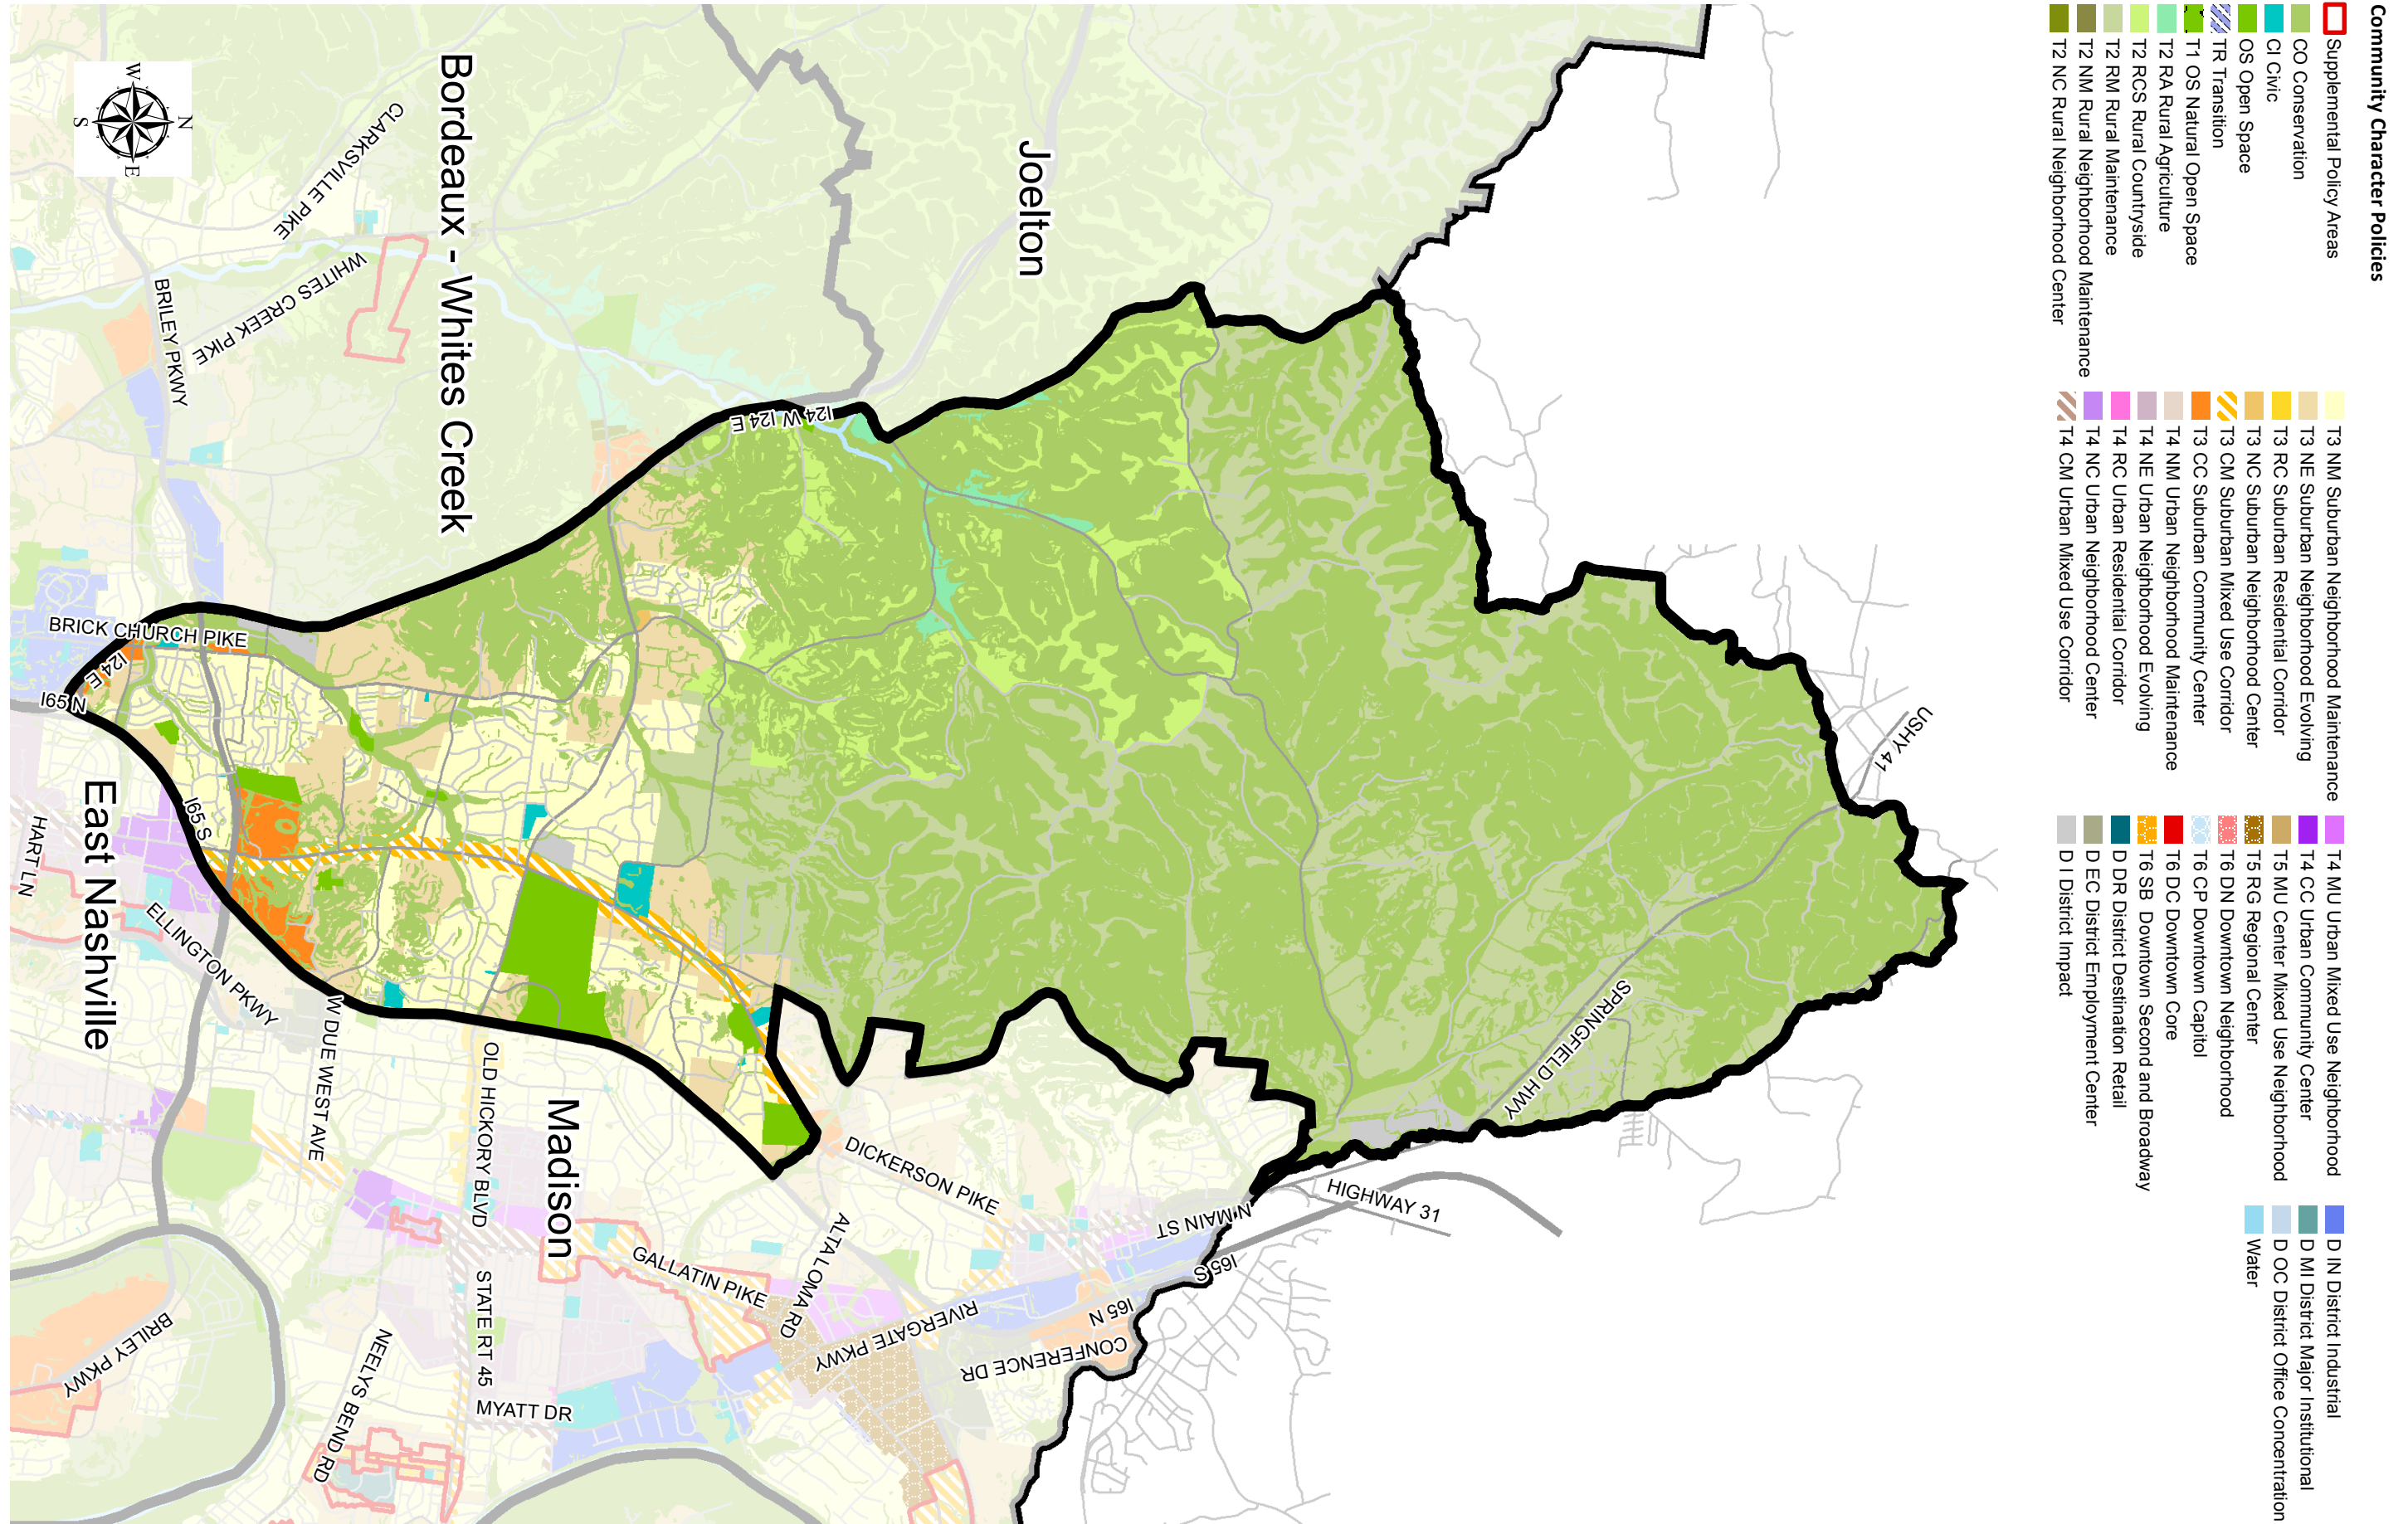 Community Character Policies
Supplemental Policy Areas
CO Conservation
CI Civic
OS Open Space
TR Transition
T1 OS Natural Open Space
T2 RA Rural Agriculture
T2 RCS Rural Countryside
T2 RM Rural Maintenance
T2 NM Rural Neighborhood Maintenance
T2 NC Rural Neighborhood Center
T3 NM Suburban Neighborhood Maintenance
T3 NE Suburban Neighborhood Evolving
T3 RC Suburban Residential Corridor
T3 NC Suburban Neighborhood Center
T3 CM Suburban Mixed Use Corridor
T3 CC Suburban Community Center
T4 NM Urban Neighborhood Maintenance
T4 NE Urban Neighborhood Evolving
T4 RC Urban Residential Corridor
T4 NC Urban Neighborhood Center
T4 CM Urban Mixed Use Corridor
T4 MU Urban Mixed Use Neighborhood
T4 CC Urban Community Center
T5 MU Center Mixed Use Neighborhood
T5 RG Regional Center
T6 DN Downtown Neighborhood
T6 CP Downtown Capitol
T6 DC Downtown Core
T6 SB Downtown Second and Broadway
D DR District Destination Retail
D EC District Employment Center
D I District Impact
D IN District Industrial
D MI District Major Institutional
D OC District Office Concentration
Water
USHY 41
SPRINGFIELD HWY
HIGHWAY 31
N MAIN ST
I65 S
I65 N
CONFERENCE DR
RIVERGATE PKWY
Joelton
I24 W
I24 E
DICKERSON PIKE
ALTA LOMA RD
GALLATIN PIKE
Madison
OLD HICKORY BLVD
STATE RT 45
MYATT DR
Bordeaux - Whites Creek
CLARKSVILLE PIKE
WHITES CREEK PIKE
BRILEY PKWY
W DUE WEST AVE
NEELYS BEND RD
ELLINGTON PKWY
I65 S
BRICK CHURCH PIKE
I24 E
I65 N
East Nashville
HART LN
BRILEY PKWY
N
E
S
W